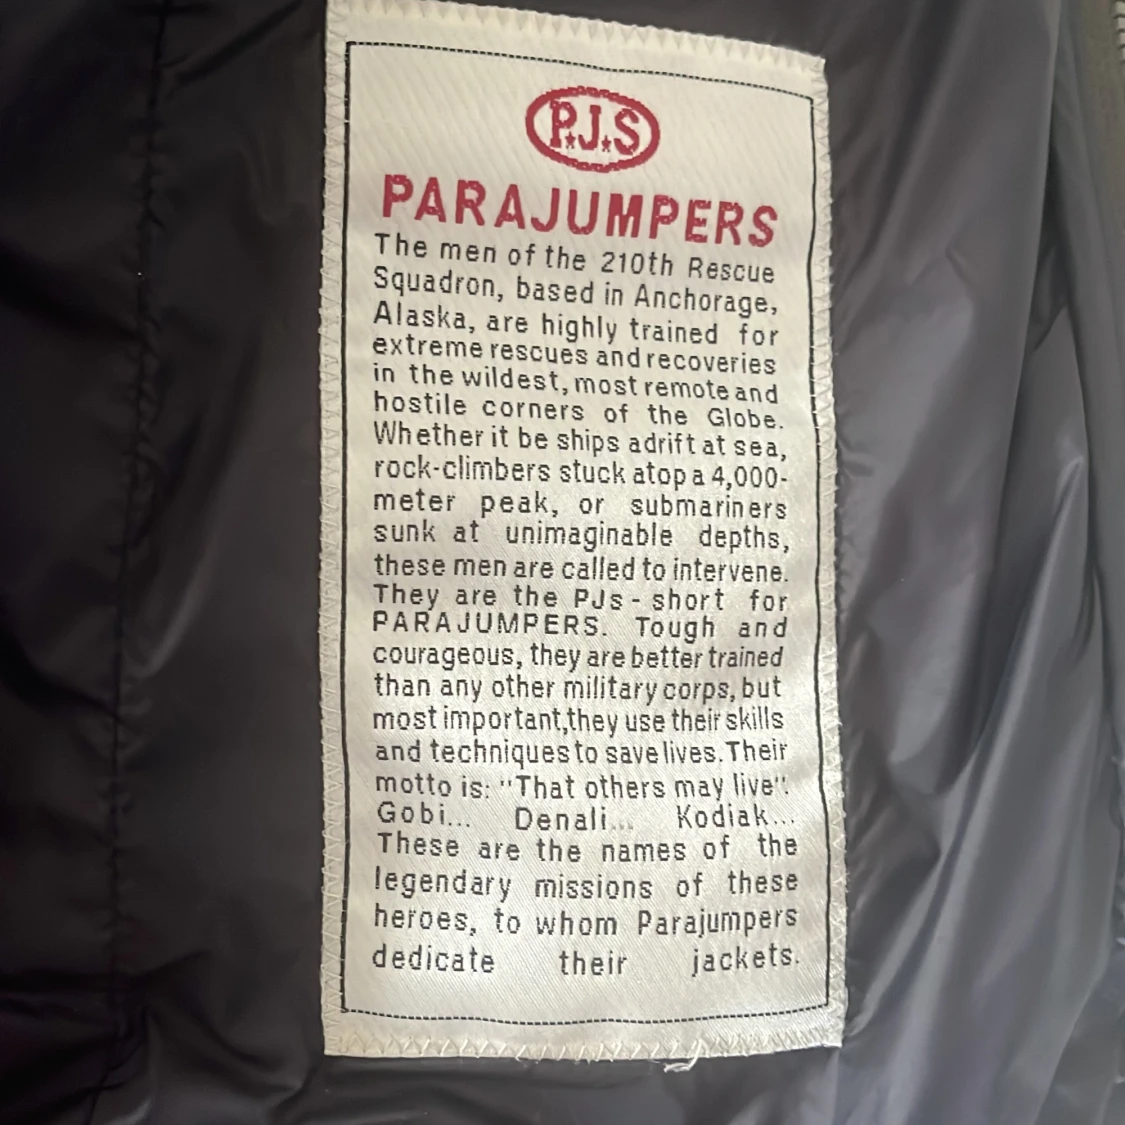 P.J.S
PARAJUMPERS
The men of the 210th Rescue
Squadron, based in Anchorage,
Alaska, are highly trained for
extreme rescues and recoveries
in the wildest, most remote and
hostile corners of the Globe.
Whether it be ships adrift at sea,
rock-climbers stuck atop a 4,000-
meter peak, or submariners
sunk at unimaginable depths,
these men are called to intervene.
They are the PJs - short for
PARAJUMPERS. Tough and
courageous, they are better trained
than any other military corps, but
most important,they use their skills
and techniques to save lives. Their
motto is: "That others may live".
Gobi... Denali... Kodiak...
These are the names of the
legendary missions of these
heroes, to whom Parajumpers
dedicate their jackets.